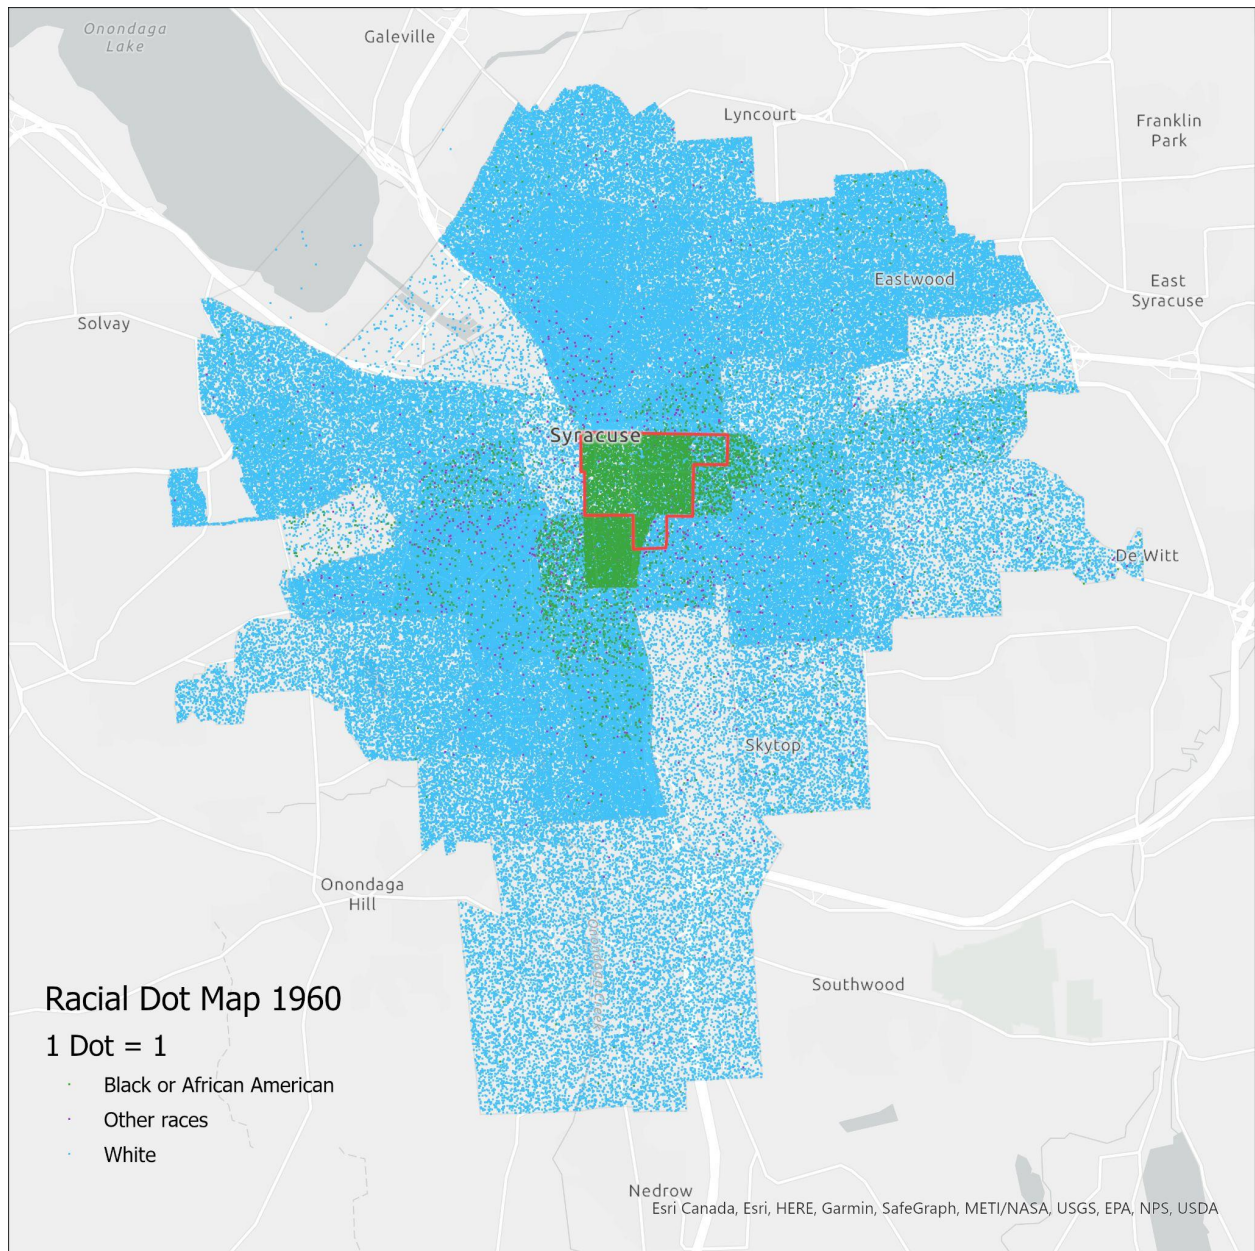 Onondaga
Lake
Galeville
Lyncourt
Franklin
Park
Eastwood
East
Syracuse
Solvay
Syracuse
De Witt
Skytop
Onondaga
Hill
Onondaga Creek
Southwood
Racial Dot Map 1960
1 Dot = 1
Black or African American
Other races
White
Nedrow
Esri Canada, Esri, HERE, Garmin, SafeGraph, METI/NASA, USGS, EPA, NPS, USDA